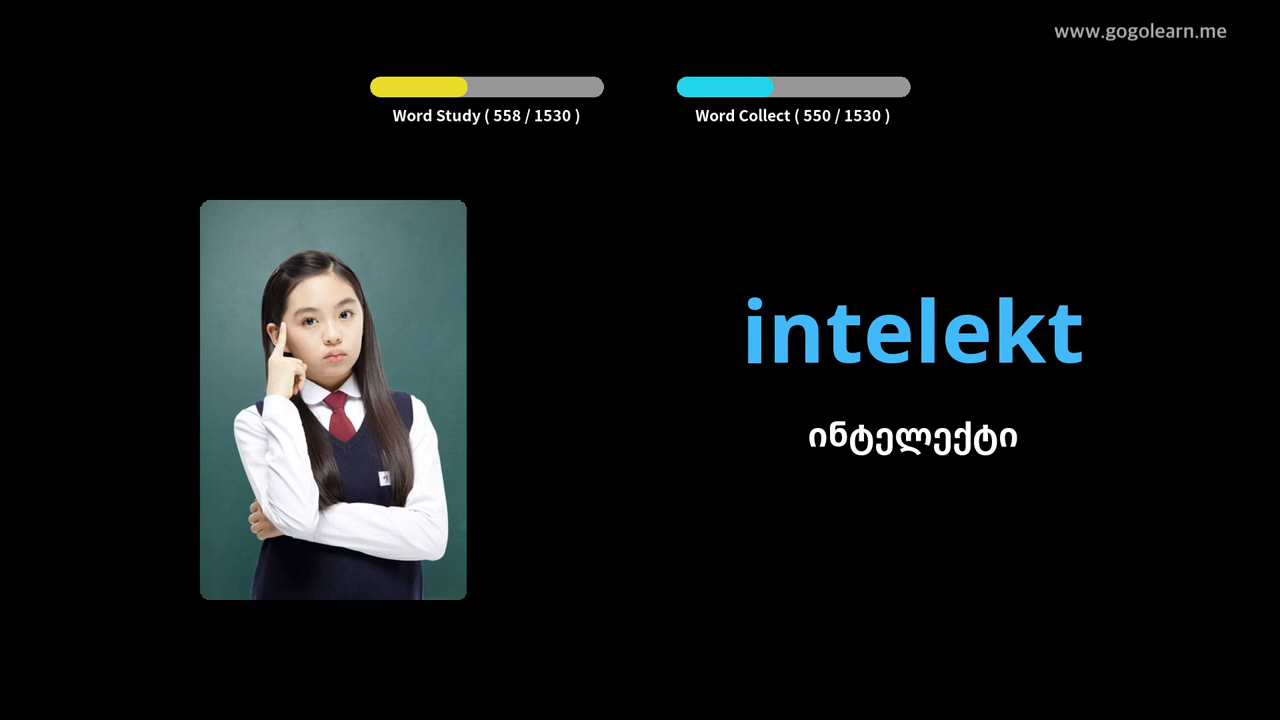 www.gogolearn.me
Word Study ( 558 / 1530 )
Word Collect ( 550 / 1530 )
intelekt
ინტელექტი